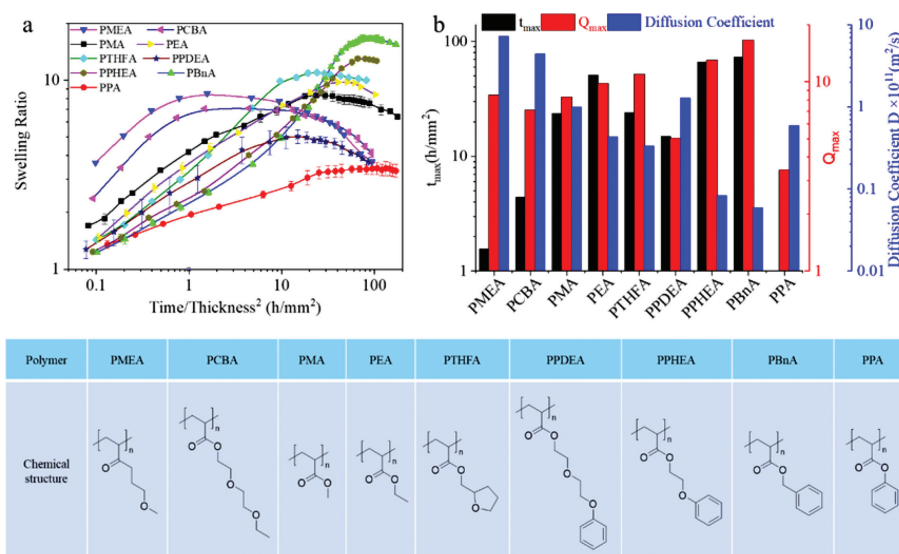 a
PMEA
PCBA
PMA
PEA
PTHFA
PPDEA
PPHEA
PBnA
PPA
Swelling Ratio
10
1
0.1
1
10
100
Time/Thickness² (h/mm²)
b
t_max
Q_max
Diffusion Coefficient
t_max(h/mm²)
100
10
1
PMEA
PCBA
PMA
PEA
PTHFA
PPDEA
PPHEA
PBnA
PPA
10
1
Q_max
10
1
0.1
0.01
Diffusion Coefficient D ×10¹¹(m²/s)
Polymer PMEA PCBA PMA PEA PTHFA PPDEA PPHEA PBnA PPA
Chemical
structure
n
O
O
n
O
O
O
O
n
O
O
n
O
O
n
O
O
O
n
O
O
O
O
n
O
O
O
n
O
O
n
O
O